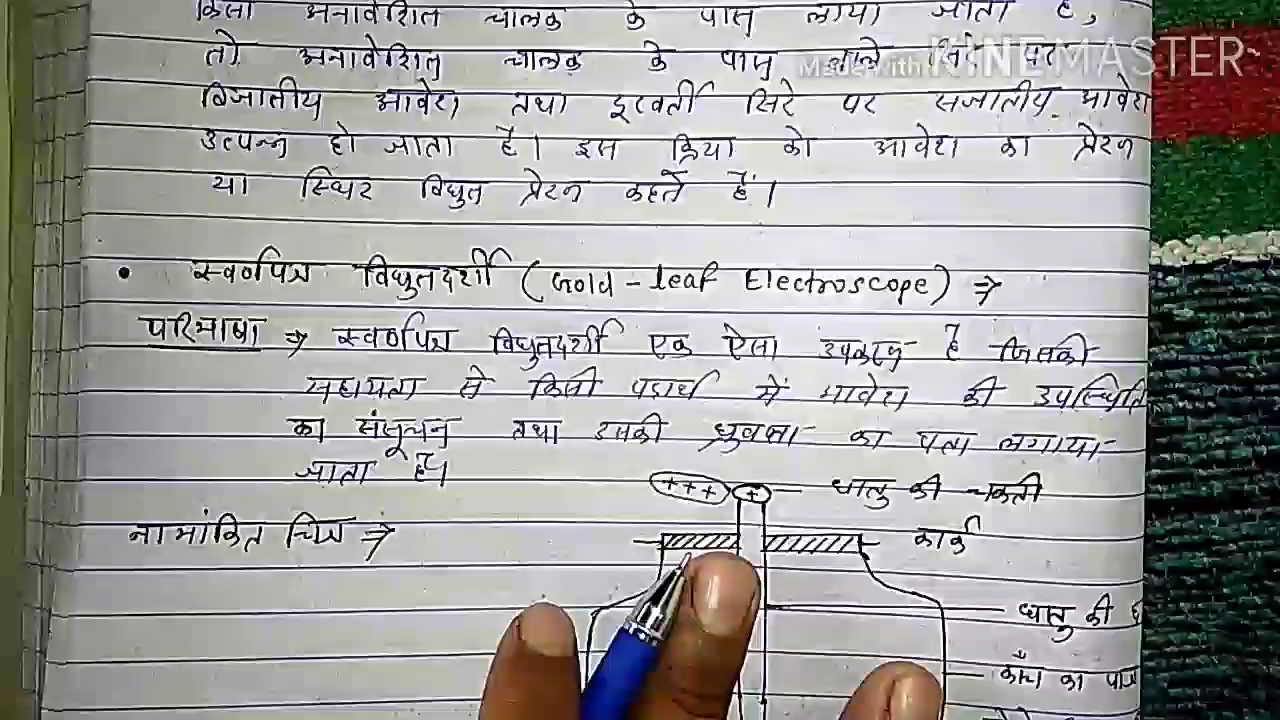 किसी अनावेशित चालक के पास लाया जाता है,
तो अनावेशित चालक के पास वाले सिरे पर
Made with KINEMASTER
विजातीय आवेश तथा दूरवर्ती सिरे पर सजातीय आवेश
उत्पन्न हो जाता है। इस क्रिया को आवेश का प्रेरन
या स्थिर विधुत प्रेरन कहते हैं।
• स्वर्णपत्रि विधुतदर्शी (Gold-leaf Electroscope) ⇒
परिभाषा ⇒ स्वर्णपत्रि विधुतदर्शी एक ऐसा उपकरण है जिसकी
सहायता से किसी पदार्थ में आवेश की उपस्थिति
का संसूचन तथा उसकी ध्रुवता का पता लगाया
जाता है।
+++ + धातु की चकती
नामांकित चित्र ⇒ कार्क
धातु की
काँच का पात्र